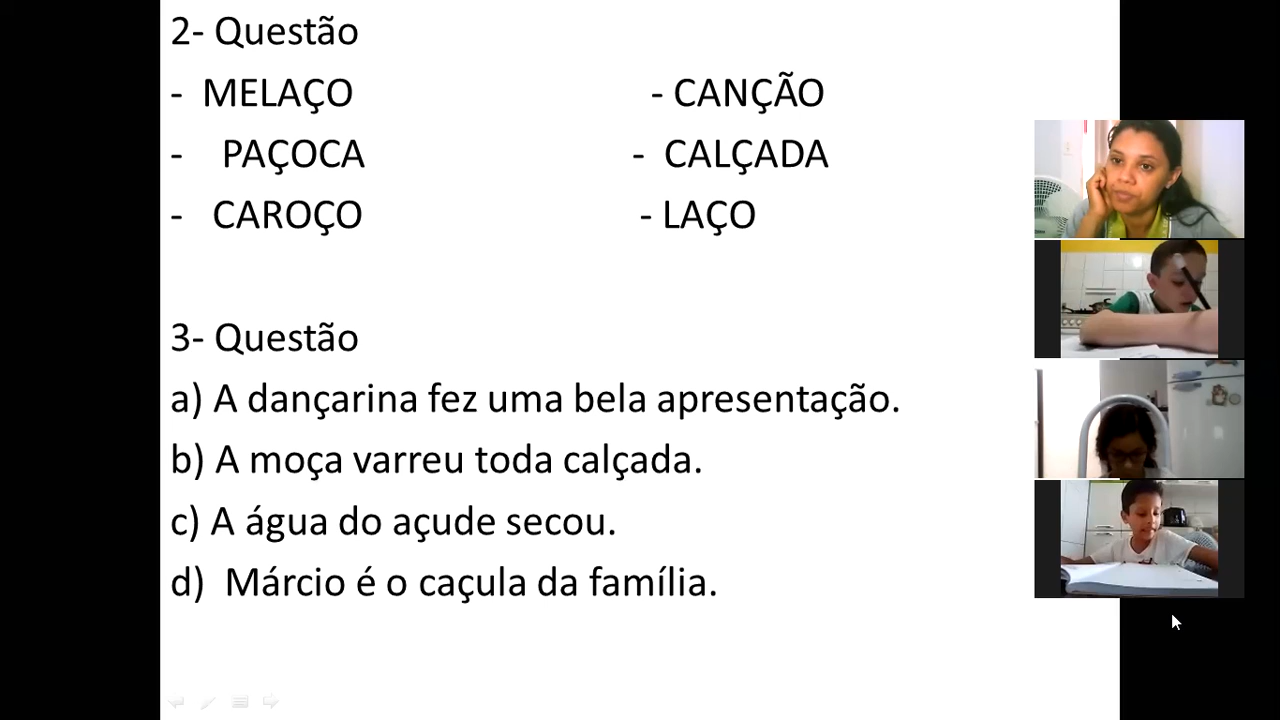 2- Questão
- MELAÇO - CANÇÃO
- PAÇOCA - CALÇADA
- CAROÇO - LAÇO
3- Questão
a) A dançarina fez uma bela apresentação.
b) A moça varreu toda calçada.
c) A água do açude secou.
d) Márcio é o caçula da família.